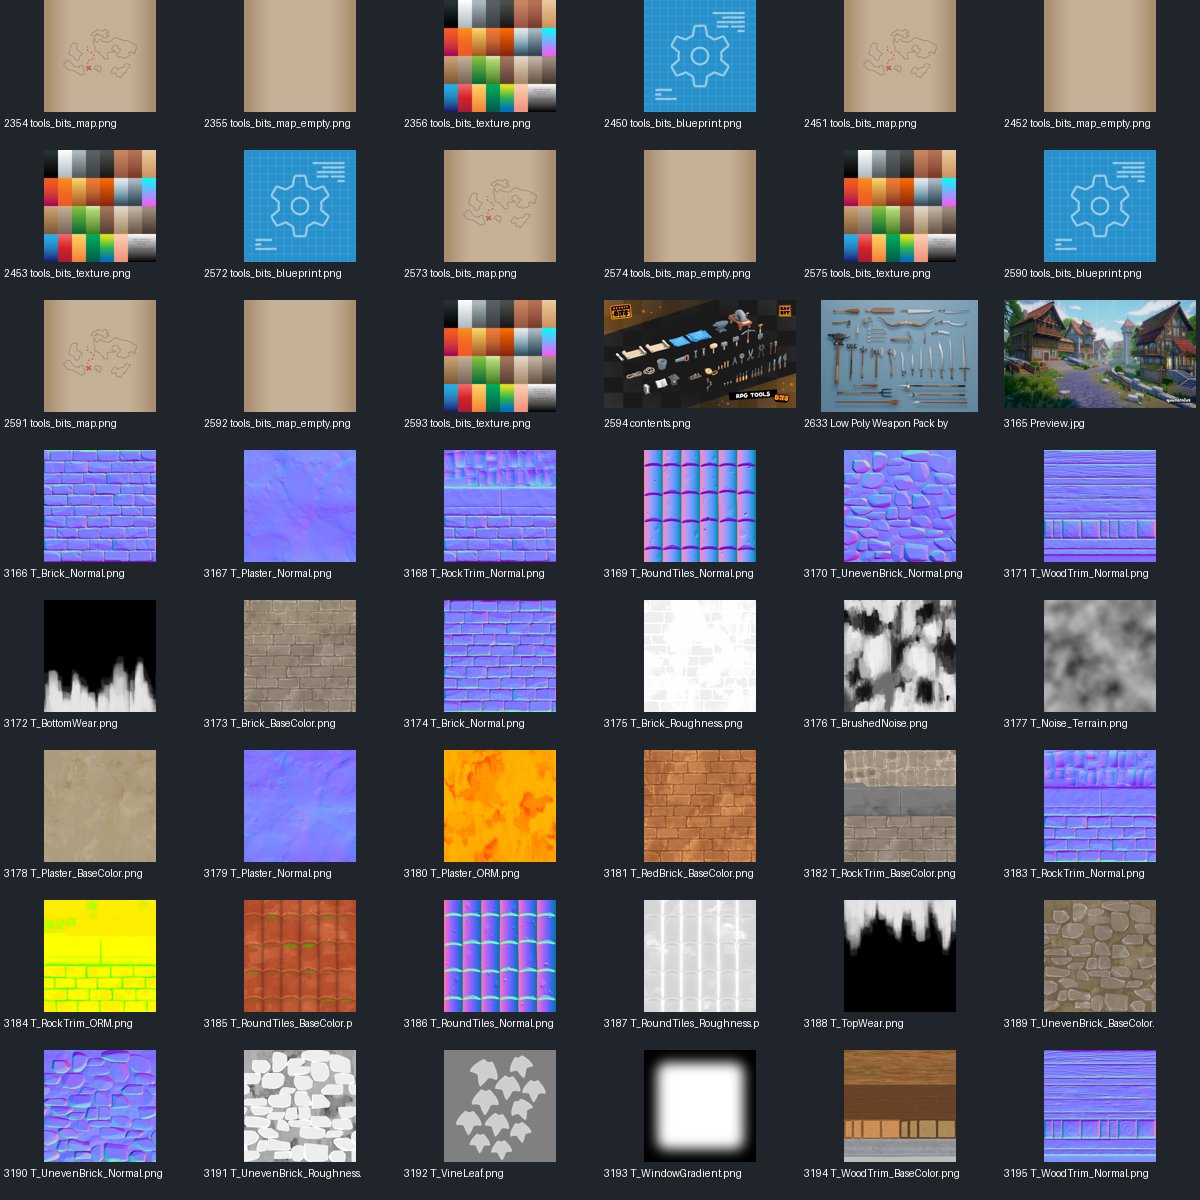 2354 tools_bits_map.png
2355 tools_bits_map_empty.png
2356 tools_bits_texture.png
2450 tools_bits_blueprint.png
2451 tools_bits_map.png
2452 tools_bits_map_empty.png
2453 tools_bits_texture.png
2572 tools_bits_blueprint.png
2573 tools_bits_map.png
2574 tools_bits_map_empty.png
2575 tools_bits_texture.png
2590 tools_bits_blueprint.png
RPG TOOLS BITS
2591 tools_bits_map.png
2592 tools_bits_map_empty.png
2593 tools_bits_texture.png
2594 contents.png
2633 Low Poly Weapon Pack by
3165 Preview.jpg
3166 T_Brick_Normal.png
3167 T_Plaster_Normal.png
3168 T_RockTrim_Normal.png
3169 T_RoundTiles_Normal.png
3170 T_UnevenBrick_Normal.png
3171 T_WoodTrim_Normal.png
3172 T_BottomWear.png
3173 T_Brick_BaseColor.png
3174 T_Brick_Normal.png
3175 T_Brick_Roughness.png
3176 T_BrushedNoise.png
3177 T_Noise_Terrain.png
3178 T_Plaster_BaseColor.png
3179 T_Plaster_Normal.png
3180 T_Plaster_ORM.png
3181 T_RedBrick_BaseColor.png
3182 T_RockTrim_BaseColor.png
3183 T_RockTrim_Normal.png
3184 T_RockTrim_ORM.png
3185 T_RoundTiles_BaseColor.p
3186 T_RoundTiles_Normal.png
3187 T_RoundTiles_Roughness.p
3188 T_TopWear.png
3189 T_UnevenBrick_BaseColor.
3190 T_UnevenBrick_Normal.png
3191 T_UnevenBrick_Roughness.
3192 T_VineLeaf.png
3193 T_WindowGradient.png
3194 T_WoodTrim_BaseColor.png
3195 T_WoodTrim_Normal.png